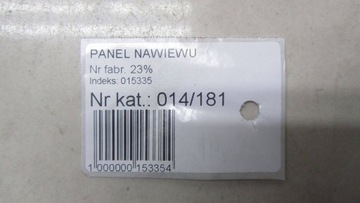 PANEL NAWIEWU
Nr fabr. 23%
Indeks: 015335
Nr kat.: 014/181
1 000000 153354